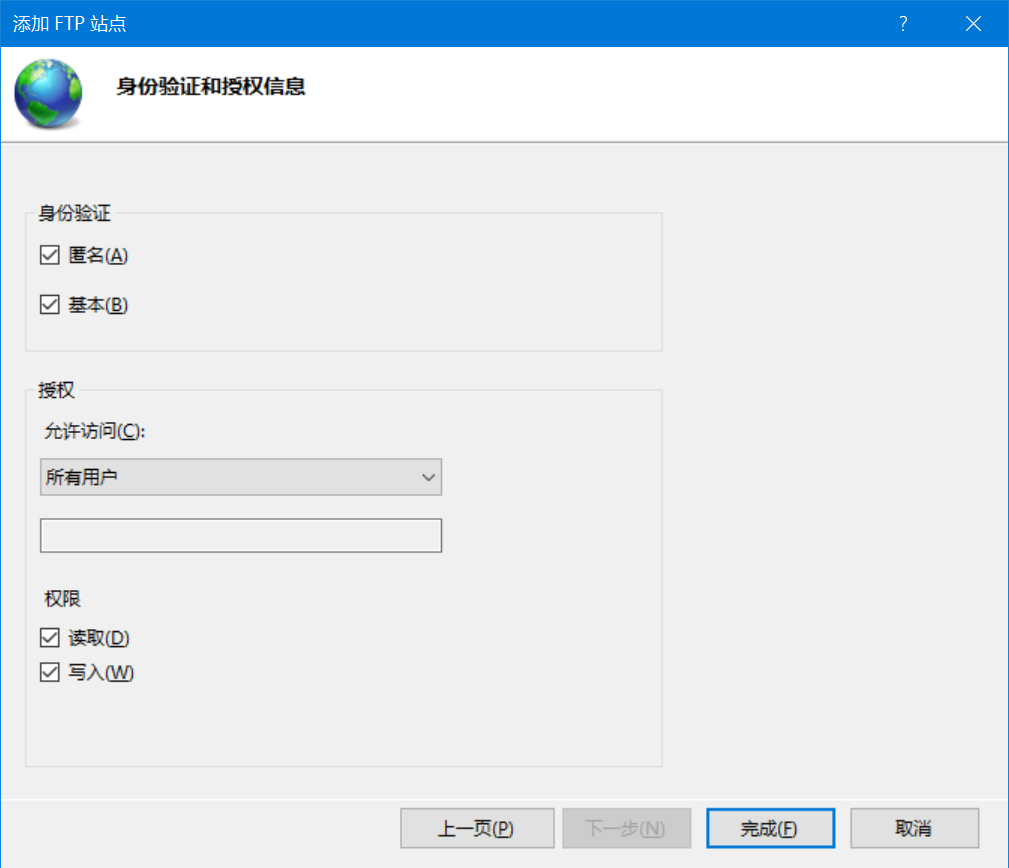 添加 FTP 站点
?
身份验证和授权信息
身份验证
匿名(A)
基本(B)
授权
允许访问(C):
所有用户
权限
读取(D)
写入(W)
上一页(P) 下一步(N) 完成(F) 取消